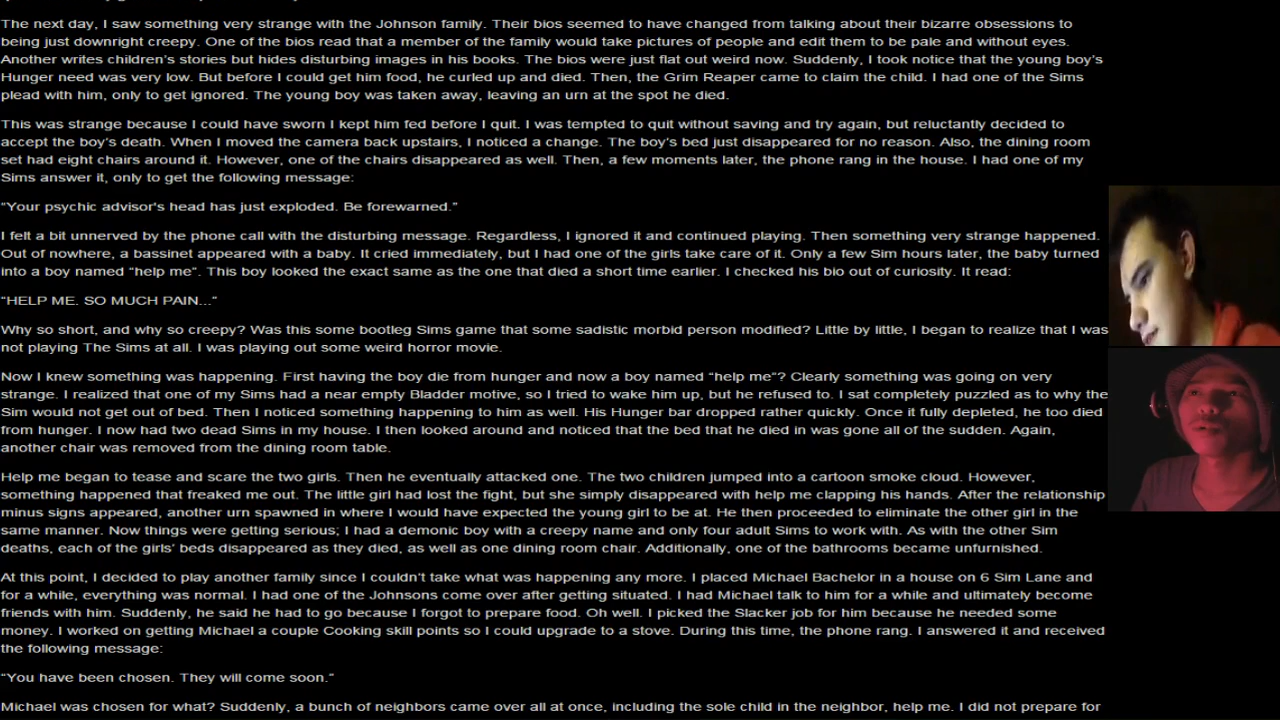 The next day, I saw something very strange with the Johnson family. Their bios seemed to have changed from talking about their bizarre obsessions to
being just downright creepy. One of the bios read that a member of the family would take pictures of people and edit them to be pale and without eyes.
Another writes children's stories but hides disturbing images in his books. The bios were just flat out weird now. Suddenly, I took notice that the young boy's
Hunger need was very low. But before I could get him food, he curled up and died. Then, the Grim Reaper came to claim the child. I had one of the Sims
plead with him, only to get ignored. The young boy was taken away, leaving an urn at the spot he died.
This was strange because I could have sworn I kept him fed before I quit. I was tempted to quit without saving and try again, but reluctantly decided to
accept the boy's death. When I moved the camera back upstairs, I noticed a change. The boy's bed just disappeared for no reason. Also, the dining room
set had eight chairs around it. However, one of the chairs disappeared as well. Then, a few moments later, the phone rang in the house. I had one of my
Sims answer it, only to get the following message:
“Your psychic advisor's head has just exploded. Be forewarned.”
I felt a bit unnerved by the phone call with the disturbing message. Regardless, I ignored it and continued playing. Then something very strange happened.
Out of nowhere, a bassinet appeared with a baby. It cried immediately, but I had one of the girls take care of it. Only a few Sim hours later, the baby turned
into a boy named “help me”. This boy looked the exact same as the one that died a short time earlier. I checked his bio out of curiosity. It read:
“HELP ME. SO MUCH PAIN...”
Why so short, and why so creepy? Was this some bootleg Sims game that some sadistic morbid person modified? Little by little, I began to realize that I was
not playing The Sims at all. I was playing out some weird horror movie.
Now I knew something was happening. First having the boy die from hunger and now a boy named “help me”? Clearly something was going on very
strange. I realized that one of my Sims had a near empty Bladder motive, so I tried to wake him up, but he refused to. I sat completely puzzled as to why the
Sim would not get out of bed. Then I noticed something happening to him as well. His Hunger bar dropped rather quickly. Once it fully depleted, he too died
from hunger. I now had two dead Sims in my house. I then looked around and noticed that the bed that he died in was gone all of the sudden. Again,
another chair was removed from the dining room table.
Help me began to tease and scare the two girls. Then he eventually attacked one. The two children jumped into a cartoon smoke cloud. However,
something happened that freaked me out. The little girl had lost the fight, but she simply disappeared with help me clapping his hands. After the relationship
minus signs appeared, another urn spawned in where I would have expected the young girl to be at. He then proceeded to eliminate the other girl in the
same manner. Now things were getting serious; I had a demonic boy with a creepy name and only four adult Sims to work with. As with the other Sim
deaths, each of the girls' beds disappeared as they died, as well as one dining room chair. Additionally, one of the bathrooms became unfurnished.
At this point, I decided to play another family since I couldn't take what was happening any more. I placed Michael Bachelor in a house on 6 Sim Lane and
for a while, everything was normal. I had one of the Johnsons come over after getting situated. I had Michael talk to him for a while and ultimately become
friends with him. Suddenly, he said he had to go because I forgot to prepare food. Oh well. I picked the Slacker job for him because he needed some
money. I worked on getting Michael a couple Cooking skill points so I could upgrade to a stove. During this time, the phone rang. I answered it and received
the following message:
“You have been chosen. They will come soon.”
Michael was chosen for what? Suddenly, a bunch of neighbors came over all at once, including the sole child in the neighbor, help me. I did not prepare for